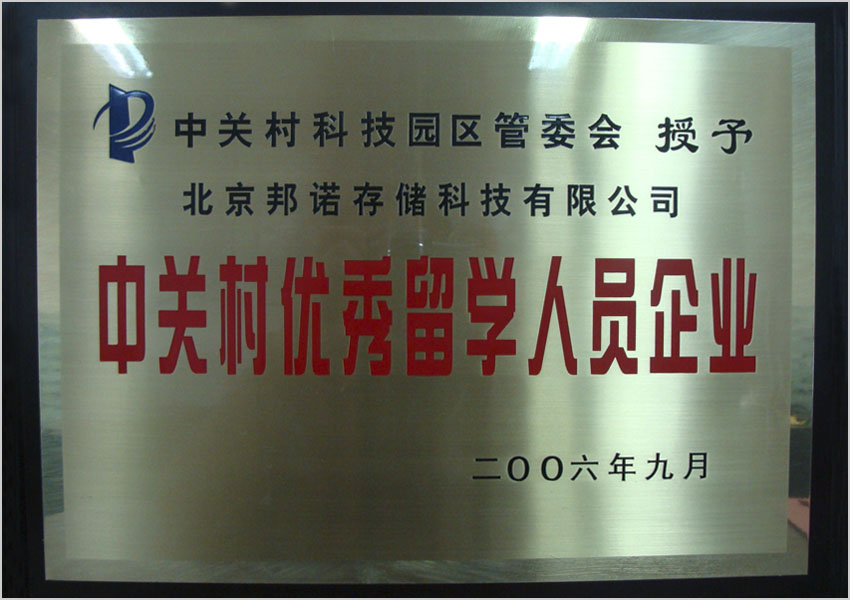 中关村科技园区管委会 授予
北京邦诺存储科技有限公司
中关村优秀留学人员企业
二OO六年九月